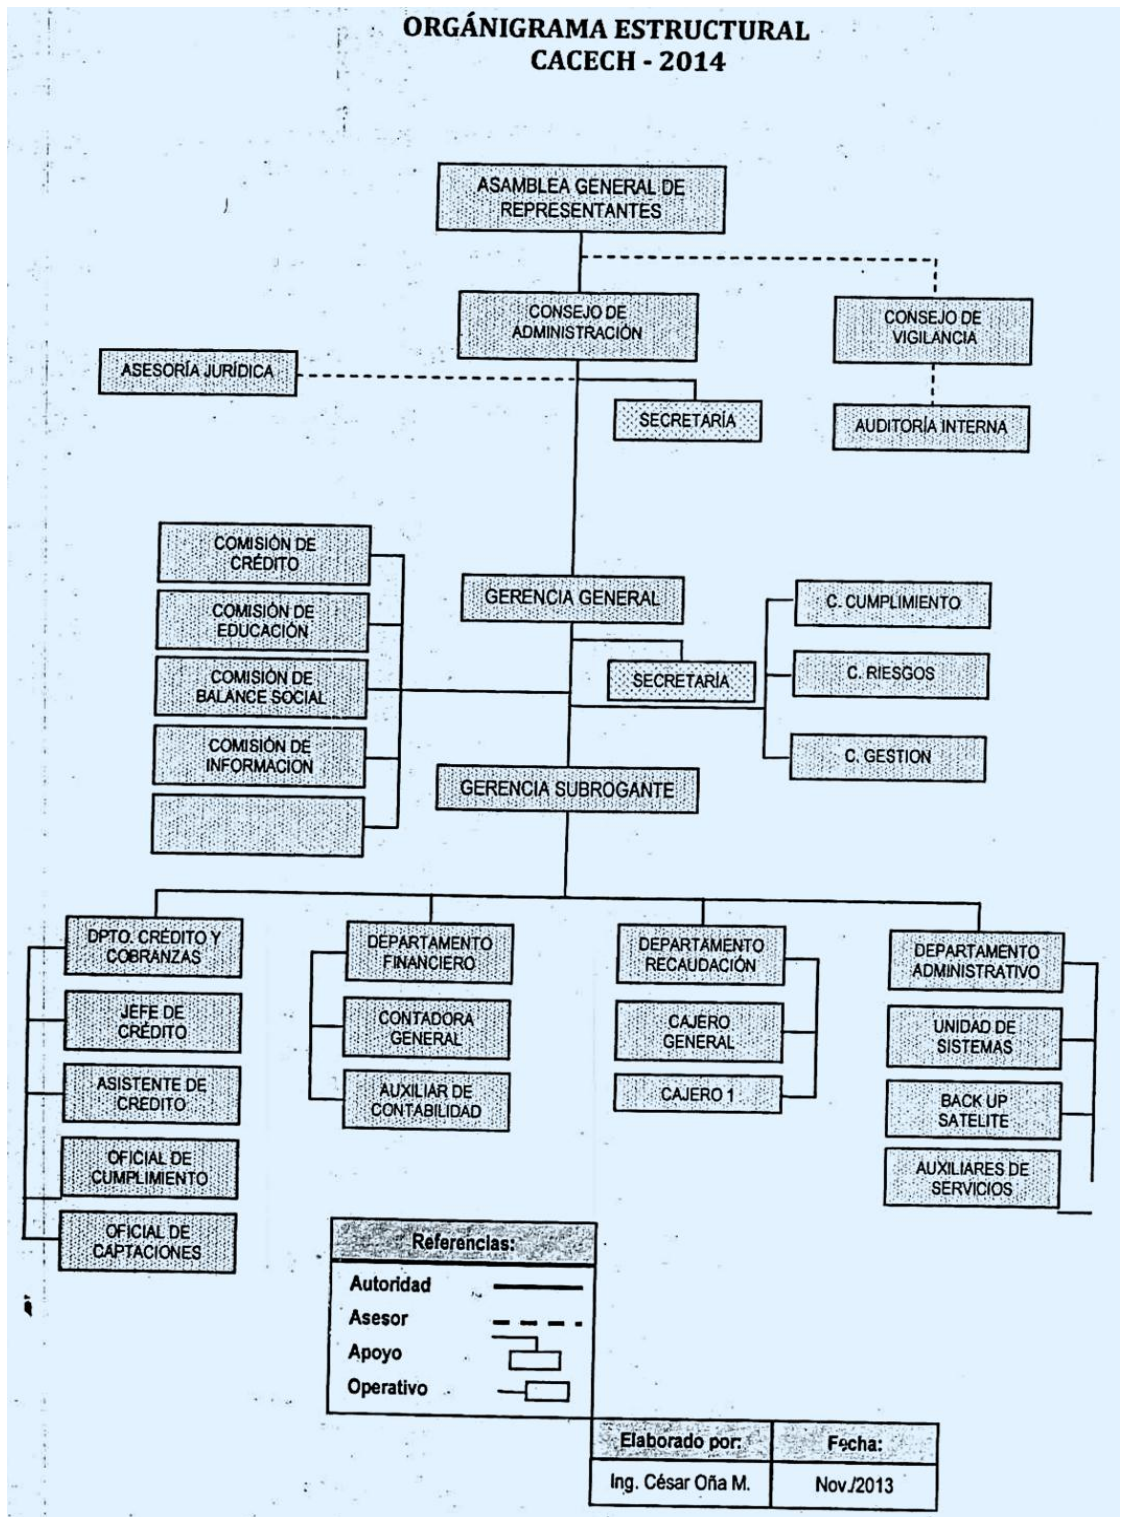 ORGÁNIGRAMA ESTRUCTURAL
CACECH - 2014
ASAMBLEA GENERAL DE
REPRESENTANTES
CONSEJO DE
ADMINISTRACIÓN
CONSEJO DE
VIGILANCIA
ASESORÍA JURÍDICA
SECRETARÍA
AUDITORÍA INTERNA
COMISIÓN DE
CRÉDITO
COMISIÓN DE
EDUCACIÓN
COMISIÓN DE
BALANCE SOCIAL
COMISIÓN DE
INFORMACION
GERENCIA GENERAL
SECRETARÍA
C. CUMPLIMIENTO
C. RIESGOS
C. GESTION
GERENCIA SUBROGANTE
DPTO. CREDITO Y
COBRANZAS
JEFE DE
CRÉDITO
ASISTENTE DE
CREDITO
OFICIAL DE
CUMPLIMIENTO
OFICIAL DE
CAPTACIONES
DEPARTAMENTO
FINANCIERO
CONTADORA
GENERAL
AUXILIAR DE
CONTABILIDAD
DEPARTAMENTO
RECAUDACIÓN
CAJERO
GENERAL
CAJERO 1
DEPARTAMENTO
ADMINISTRATIVO
UNIDAD DE
SISTEMAS
BACK UP
SATELITE
AUXILIARES DE
SERVICIOS
Referencias:
Autoridad
Asesor
Apoyo
Operativo
Elaborado por: Fecha:
Ing. César Oña M. Nov./2013